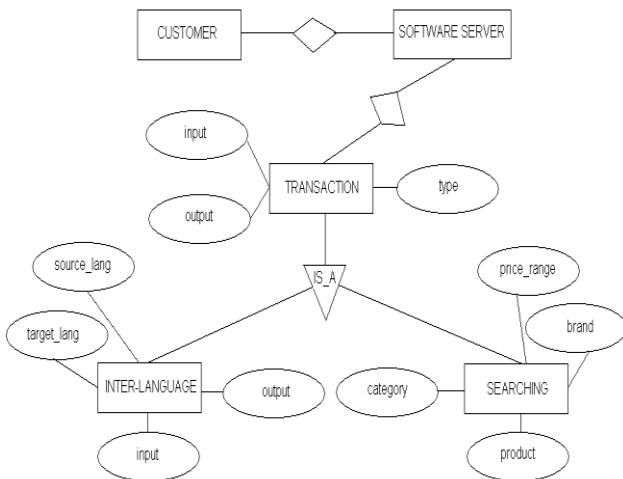 CUSTOMER
SOFTWARE SERVER
input
output
TRANSACTION
type
source_lang
IS_A
price_range
target_lang
brand
INTER-LANGUAGE
output
category
SEARCHING
input
product